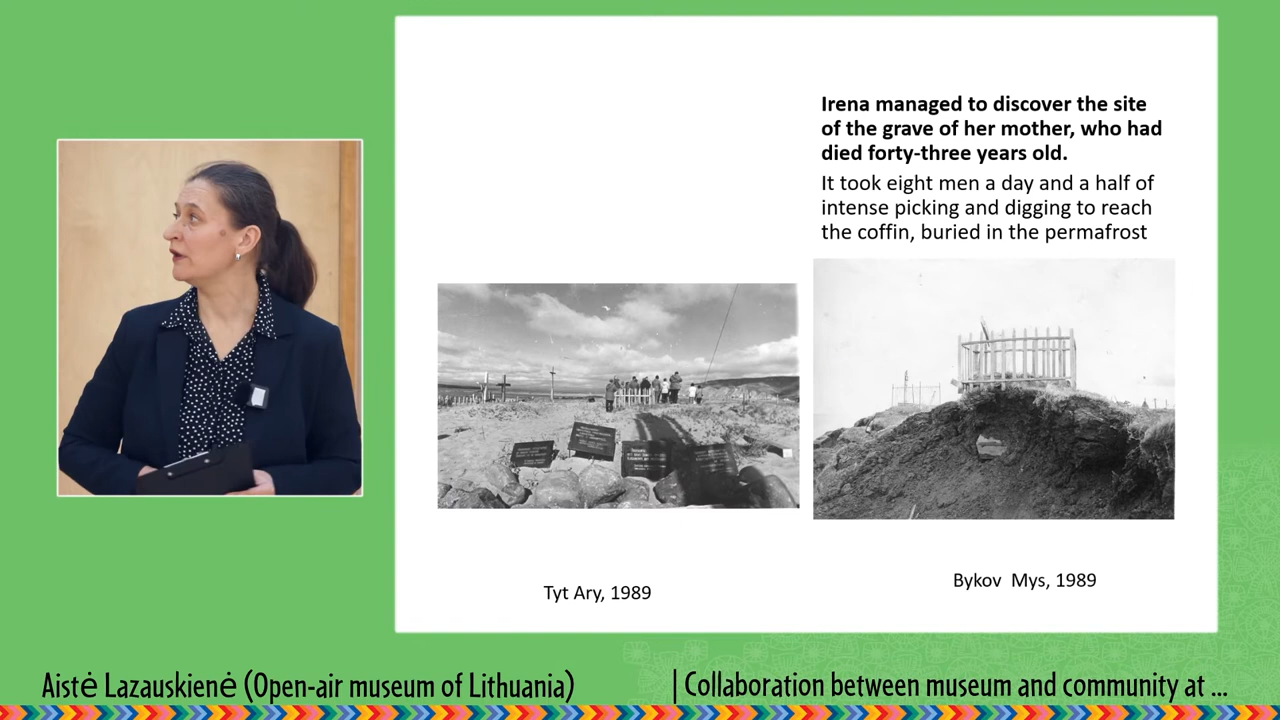 Irena managed to discover the site
of the grave of her mother, who had
died forty-three years old.
It took eight men a day and a half of
intense picking and digging to reach
the coffin, buried in the permafrost
Tyt Ary, 1989
Bykov  Mys, 1989
Aistė Lazauskienė (Open-air museum of Lithuania)
| Collaboration between museum and community at ...